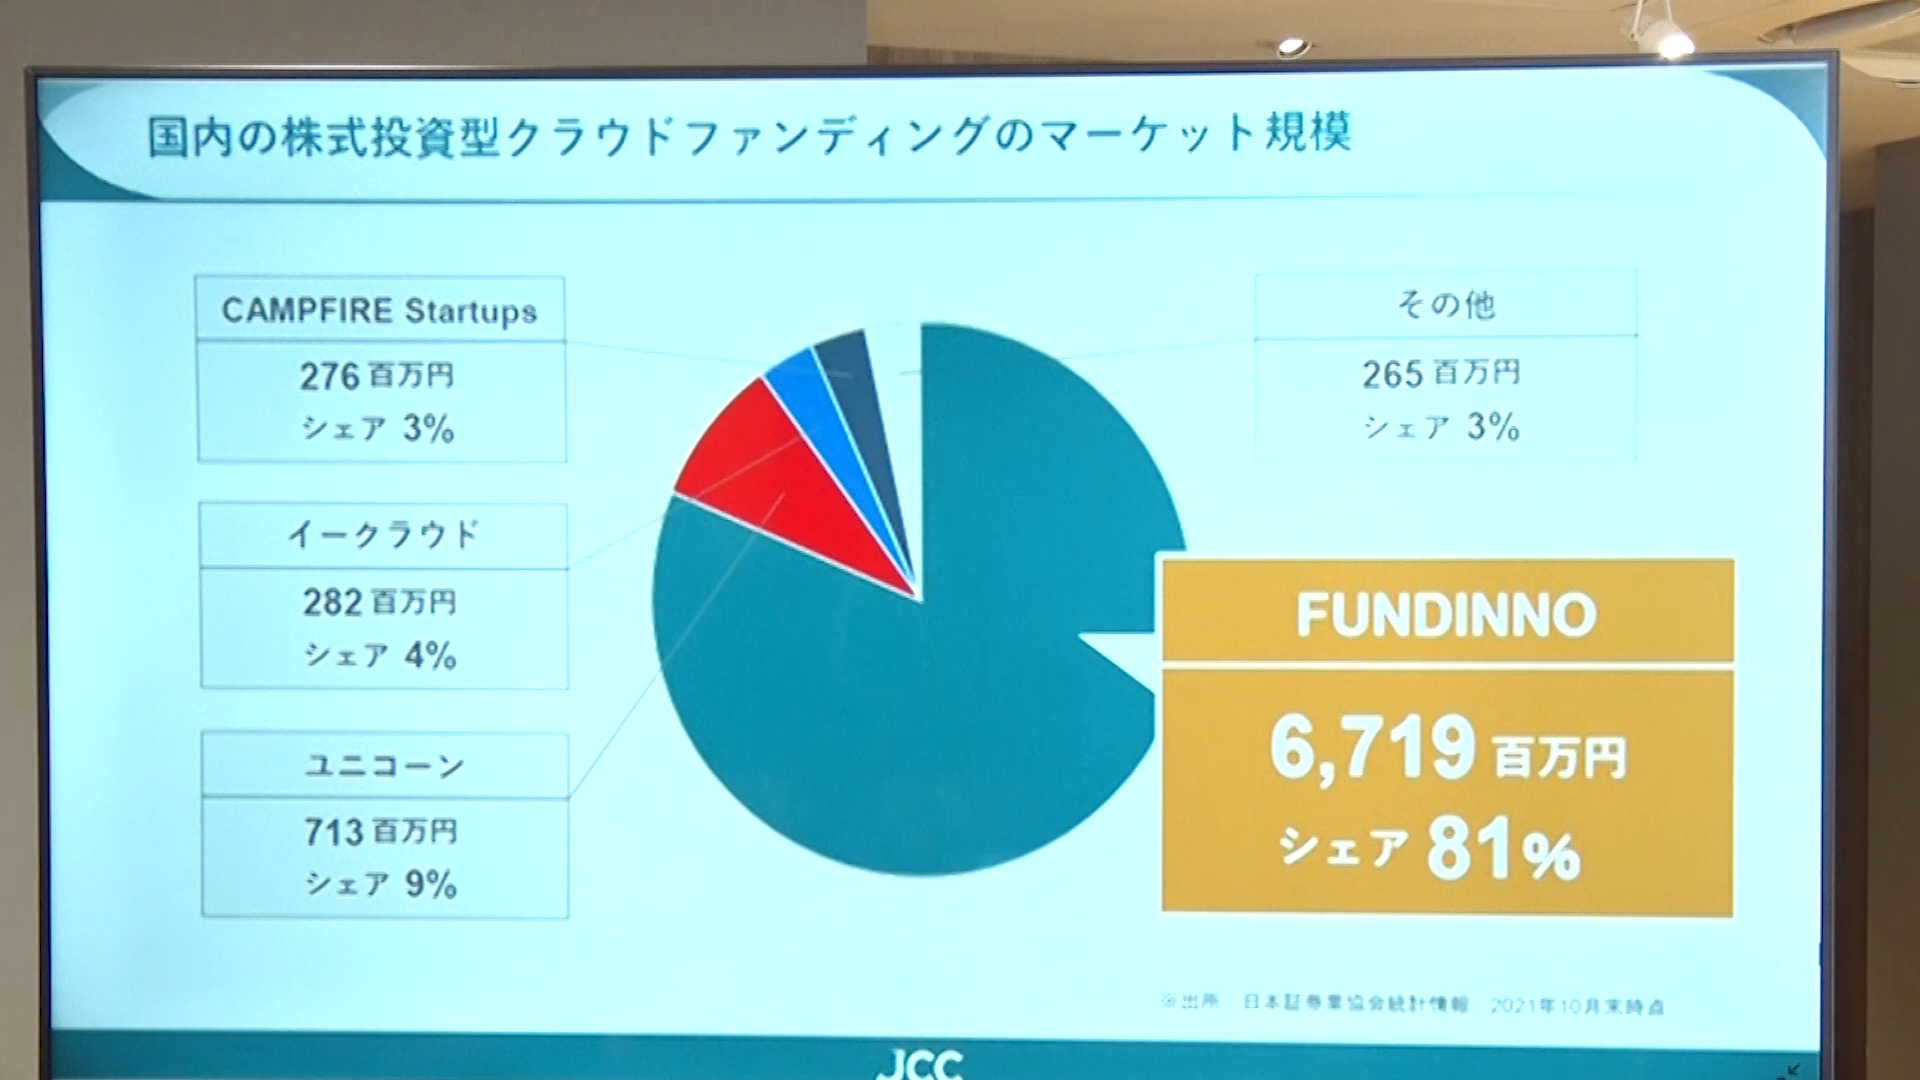 国内の株式投資型クラウドファンディングのマーケット規模
CAMPFIRE Startups
276 百万円
シェア 3%
イークラウド
282 百万円
シェア 4%
ユニコーン
713 百万円
シェア 9%
その他
265 百万円
シェア 3%
FUNDINNO
6,719 百万円
シェア 81%
※出所 日本証券業協会統計情報 2021年10月末時点
JCC